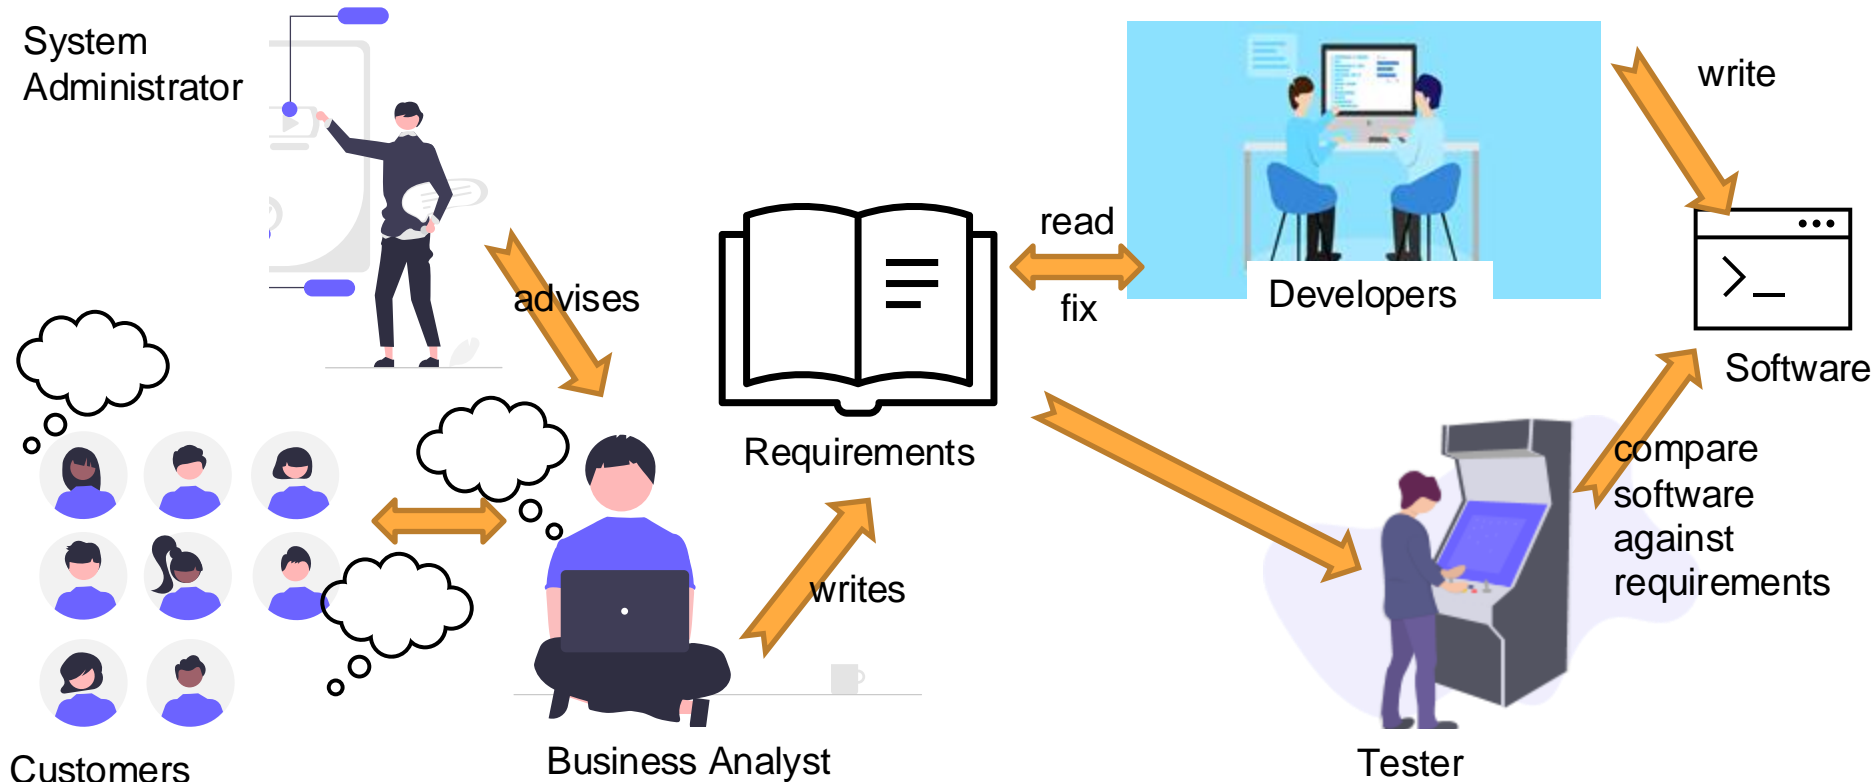 System
Administrator
write
read
advises
fix
Developers
Software
Requirements
compare
software
against
requirements
writes
Business Analyst
Tester
Customers